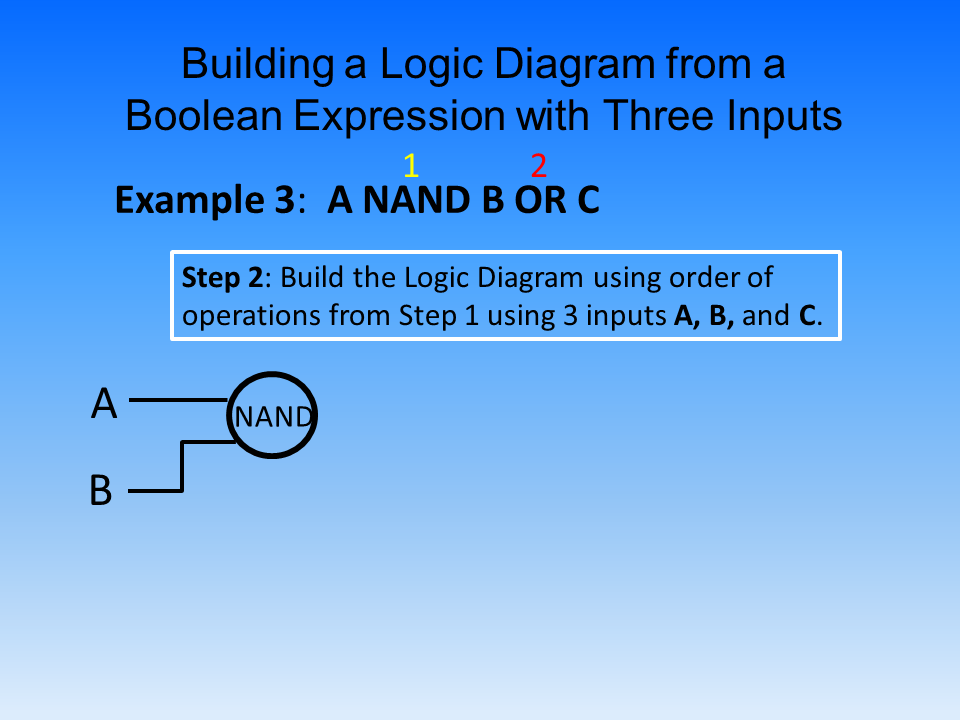 Building a Logic Diagram from a
Boolean Expression with Three Inputs
1 2
Example 3: A NAND B OR C
Step 2: Build the Logic Diagram using order of
operations from Step 1 using 3 inputs A, B, and C.
A
NAND
B